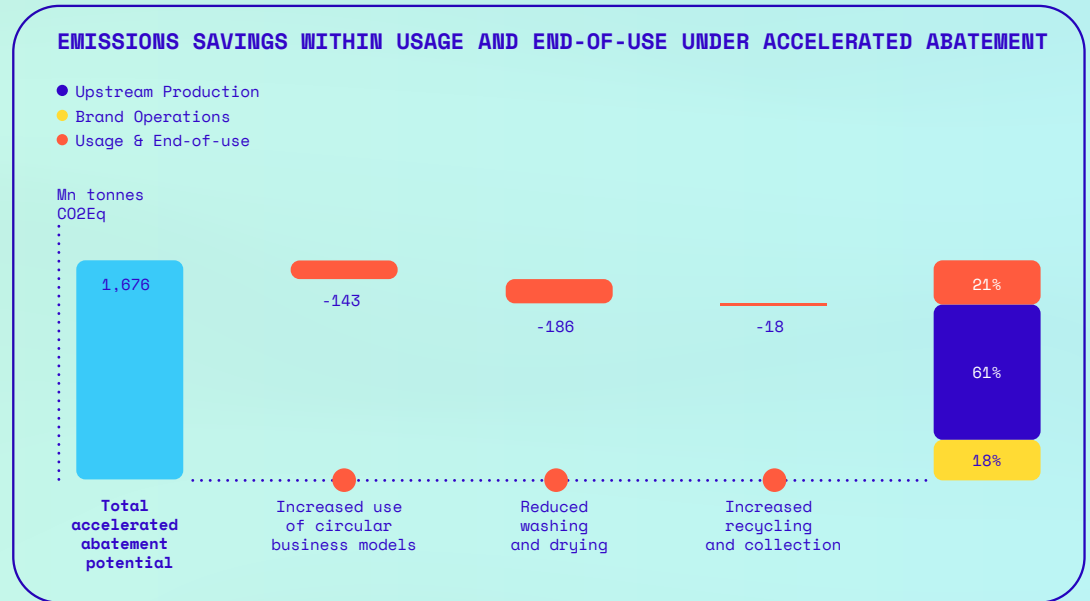 EMISSIONS SAVINGS WITHIN USAGE AND END-OF-USE UNDER ACCELERATED ABATEMENT
Upstream Production
Brand Operations
Usage & End-of-use
Mn tonnes
CO2Eq
1,676
-143
-186
-18
21%
61%
18%
Total
accelerated
abatement
potential
Increased use
of circular
business models
Reduced
washing
and drying
Increased
recycling
and collection